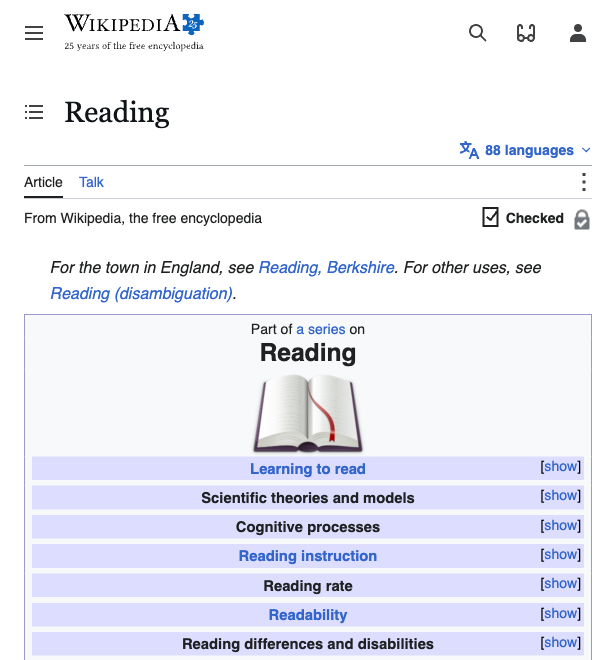 WIKIPEDIA 25
25 years of the free encyclopedia
Reading
文A 88 languages
Article Talk
From Wikipedia, the free encyclopedia Checked
For the town in England, see Reading, Berkshire. For other uses, see
Reading (disambiguation).
Part of a series on
Reading
Learning to read [show]
Scientific theories and models [show]
Cognitive processes [show]
Reading instruction [show]
Reading rate [show]
Readability [show]
Reading differences and disabilities [show]